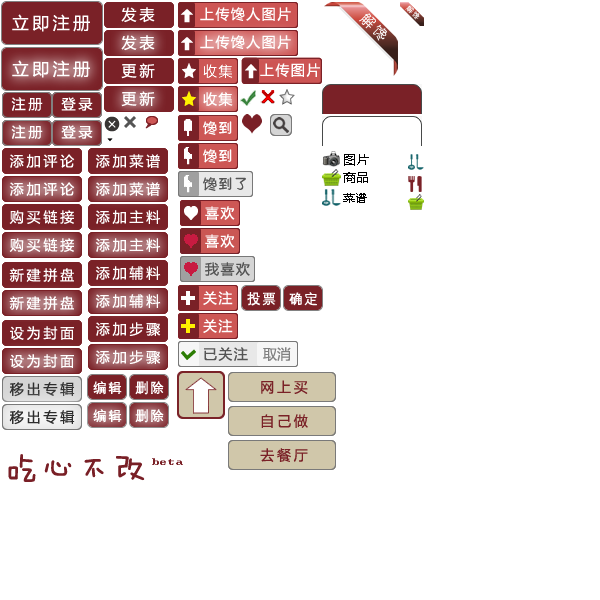 立即注册
立即注册
注册 登录
注册 登录
添加评论
添加评论
购买链接
购买链接
新建拼盘
新建拼盘
设为封面
设为封面
移出专辑
移出专辑
发表
发表
更新
更新
添加菜谱
添加菜谱
添加主料
添加主料
添加辅料
添加辅料
添加步骤
添加步骤
编辑 删除
编辑 删除
吃心不改 beta
上传馋人图片
上传馋人图片
收集 上传图片
收集
馋到
馋到
馋到了
喜欢
喜欢
我喜欢
关注 投票 确定
关注
已关注 取消
网上买
自己做
去餐厅
解馋
解馋
图片
商品
菜谱